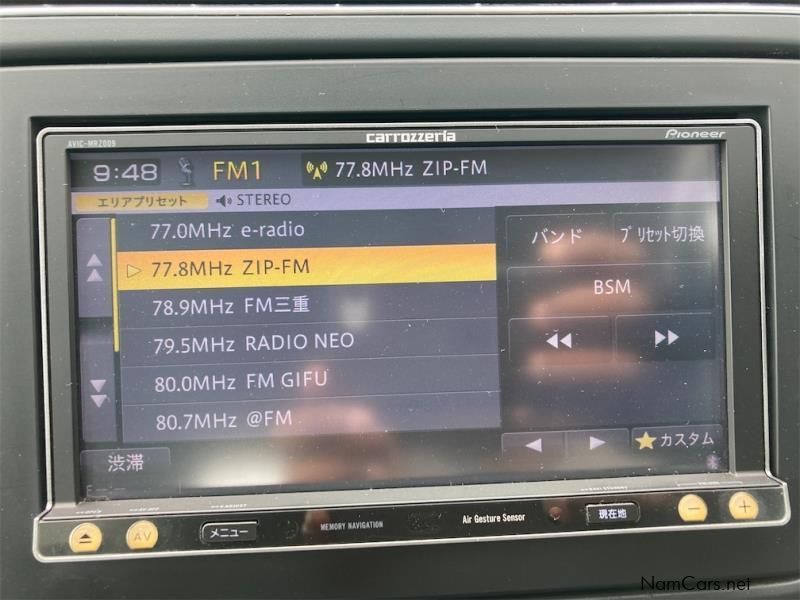 AVIC-MRZ009 carrozzeria Pioneer
9:48 FM1 77.8MHz ZIP-FM
エリアプリセット STEREO
77.0MHz e-radio
77.8MHz ZIP-FM
78.9MHz FM三重
79.5MHz RADIO NEO
80.0MHz FM GIFU
80.7MHz @FM
バンド プリセット切換
BSM
カスタム
渋滞
AV メニュー MEMORY NAVIGATION Air Gesture Sensor 現在地 − +
NamCars.net